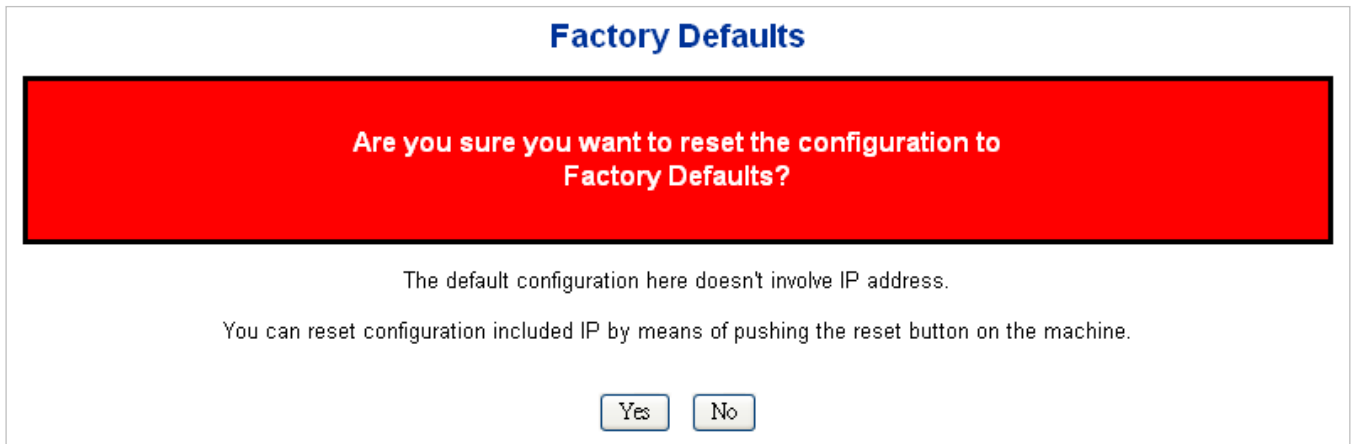 Factory Defaults
Are you sure you want to reset the configuration to
Factory Defaults?
The default configuration here doesn't involve IP address.
You can reset configuration included IP by means of pushing the reset button on the machine.
Yes No